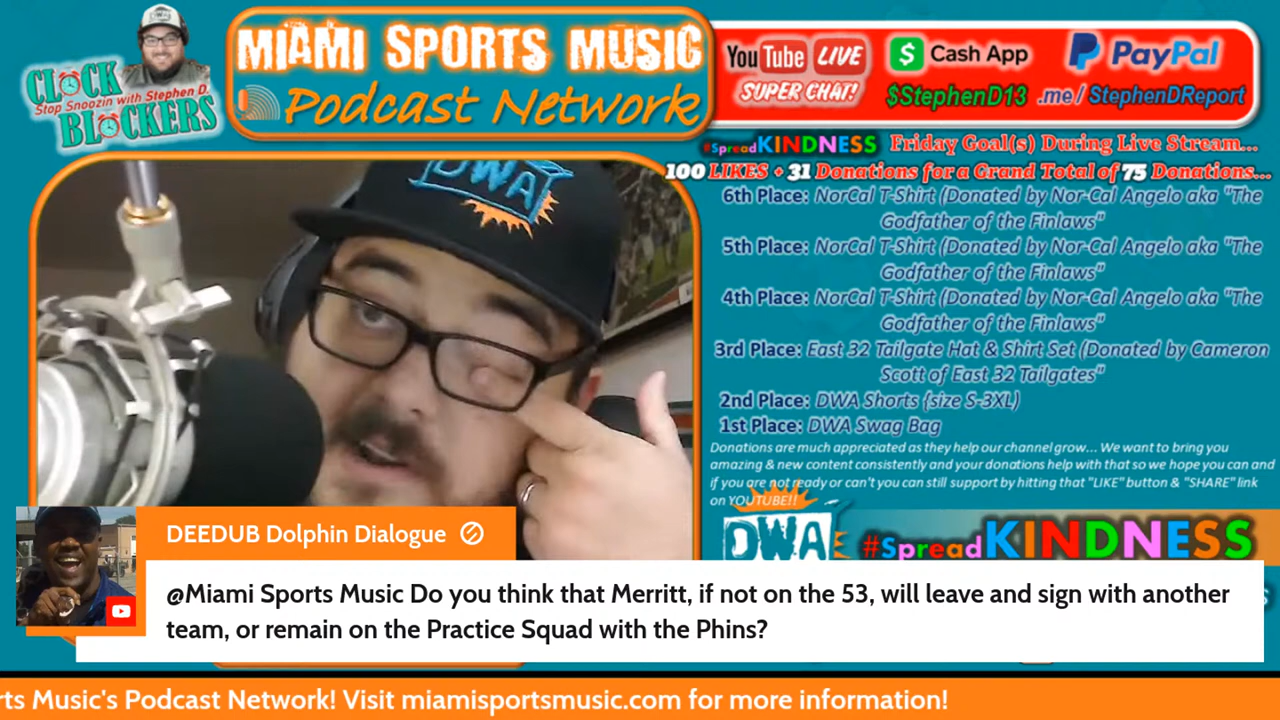 DWA
CLOCK
Stop Snoozin with Stephen D.
BLOCKERS
MIAMI SPORTS MUSIC
Podcast Network
YouTube LIVE
SUPER CHAT!
$ Cash App
$StephenD13
PayPal
.me/StephenDReport
#SpreadKINDNESS Friday Goal(s) During Live Stream...
100 LIKES + 31 Donations for a Grand Total of 75 Donations...
6th Place: NorCal T-Shirt (Donated by Nor-Cal Angelo aka "The
Godfather of the Finlaws"
5th Place: NorCal T-Shirt (Donated by Nor-Cal Angelo aka "The
Godfather of the Finlaws"
4th Place: NorCal T-Shirt (Donated by Nor-Cal Angelo aka "The
Godfather of the Finlaws"
3rd Place: East 32 Tailgate Hat & Shirt Set (Donated by Cameron
Scott of East 32 Tailgates"
2nd Place: DWA Shorts {size S-3XL)
1st Place: DWA Swag Bag
Donations are much appreciated as they help our channel grow... We want to bring you
amazing & new content consistently and your donations help with that so we hope you can and
if you are not ready or can't you can still support by hitting that "LIKE" button & "SHARE" link
on YOUTUBE!!
DWA
DWA
#SpreadKINDNESS
DEEDUB Dolphin Dialogue
@Miami Sports Music Do you think that Merritt, if not on the 53, will leave and sign with another
team, or remain on the Practice Squad with the Phins?
rts Music's Podcast Network! Visit miamisportsmusic.com for more information!